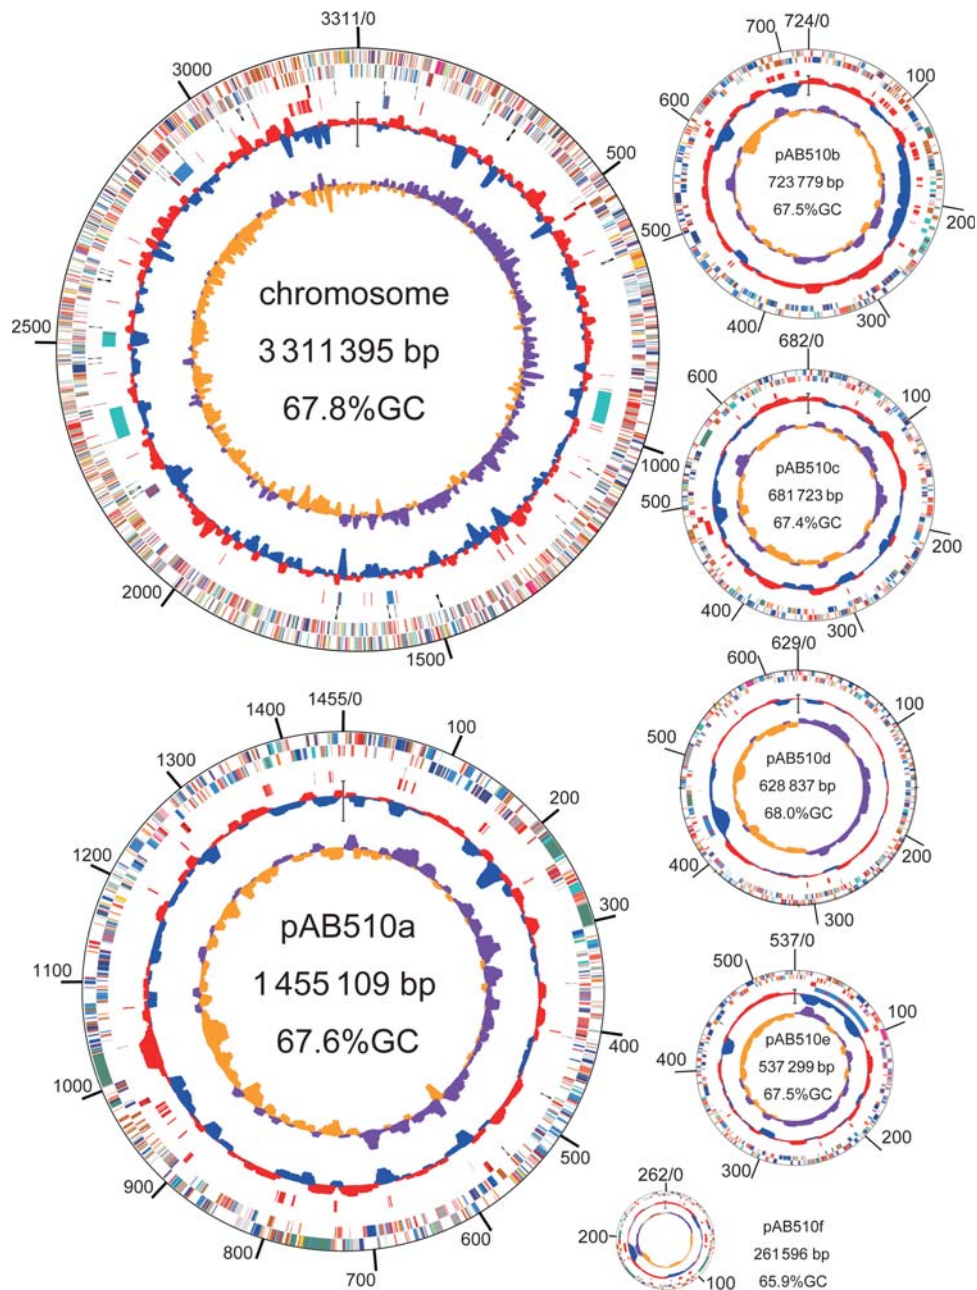 3311/0
500
1000
1500
2000
2500
3000
chromosome
3 311 395 bp
67.8%GC
1455/0
100
200
300
400
500
600
700
800
900
1000
1100
1200
1300
1400
pAB510a
1 455 109 bp
67.6%GC
724/0
100
200
300
400
500
600
700
pAB510b
723 779 bp
67.5%GC
682/0
100
200
300
400
500
600
pAB510c
681 723 bp
67.4%GC
629/0
100
200
300
400
500
600
pAB510d
628 837 bp
68.0%GC
537/0
100
200
300
400
500
pAB510e
537 299 bp
67.5%GC
262/0
100
200
pAB510f
261 596 bp
65.9%GC